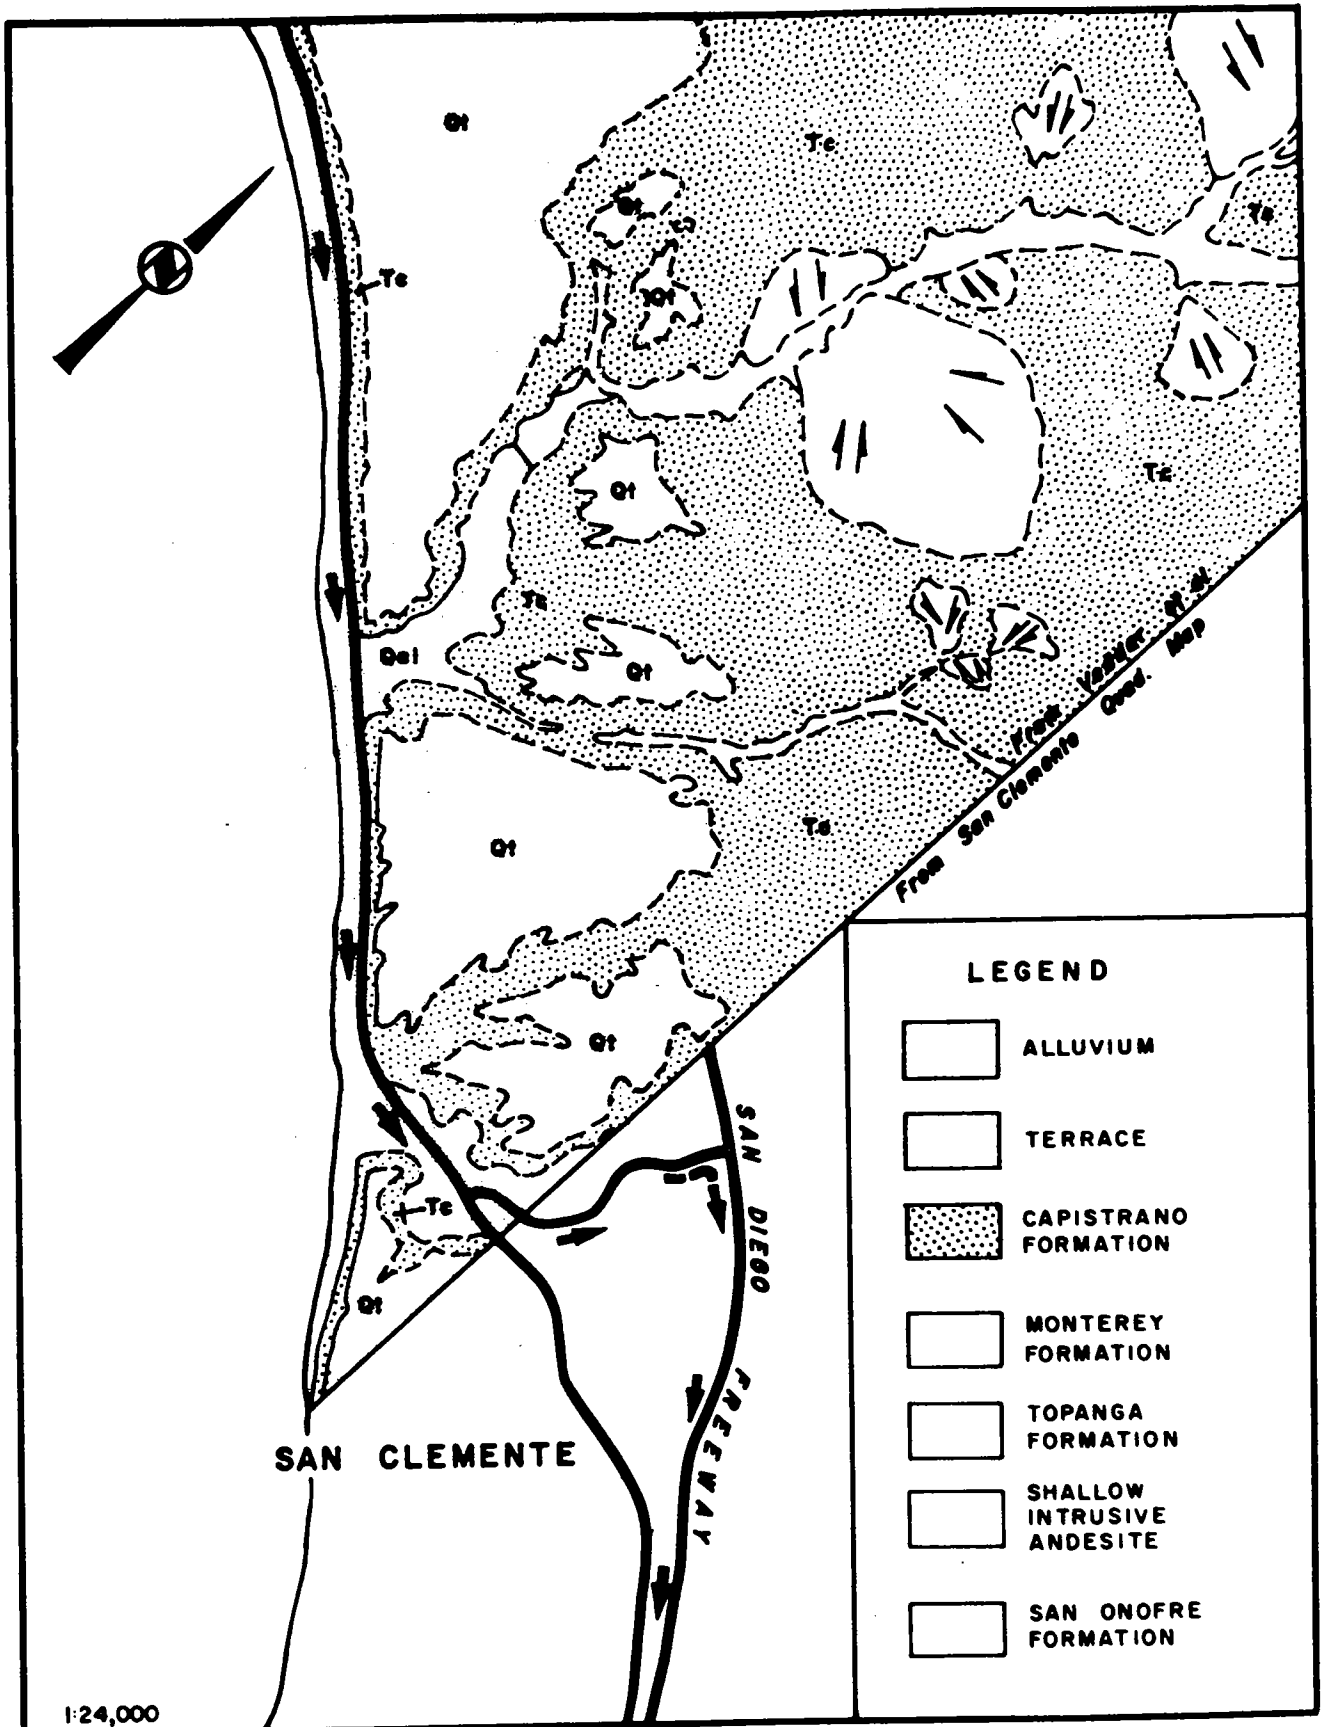 Qt
Tc
Qt
Tc
Tc
Qt
Tc
Qt
Tc
Qal
Qt
From Vedder et al
From San Clemente Quad. Map
Qt
Tc
Qt
Tc
Qt
SAN DIEGO FREEWAY
SAN CLEMENTE
1:24,000
LEGEND
ALLUVIUM
TERRACE
CAPISTRANO
FORMATION
MONTEREY
FORMATION
TOPANGA
FORMATION
SHALLOW
INTRUSIVE
ANDESITE
SAN ONOFRE
FORMATION